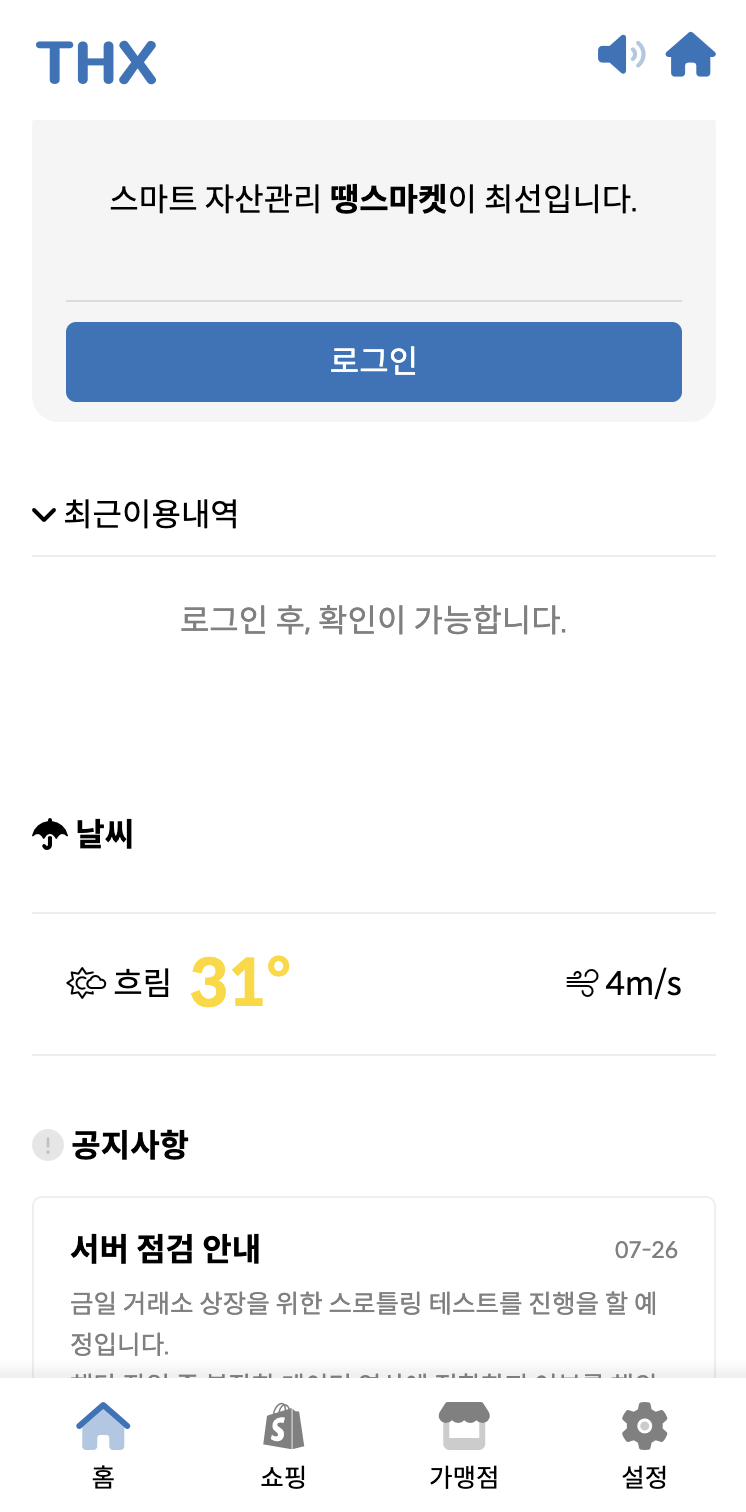 THX
스마트 자산관리 땡스마켓이 최선입니다.
로그인
최근이용내역
로그인 후, 확인이 가능합니다.
날씨
흐림 31° 4m/s
공지사항
서버 점검 안내 07-26
금일 거래소 상장을 위한 스로틀링 테스트를 진행을 할 예
정입니다.
홈 쇼핑 가맹점 설정